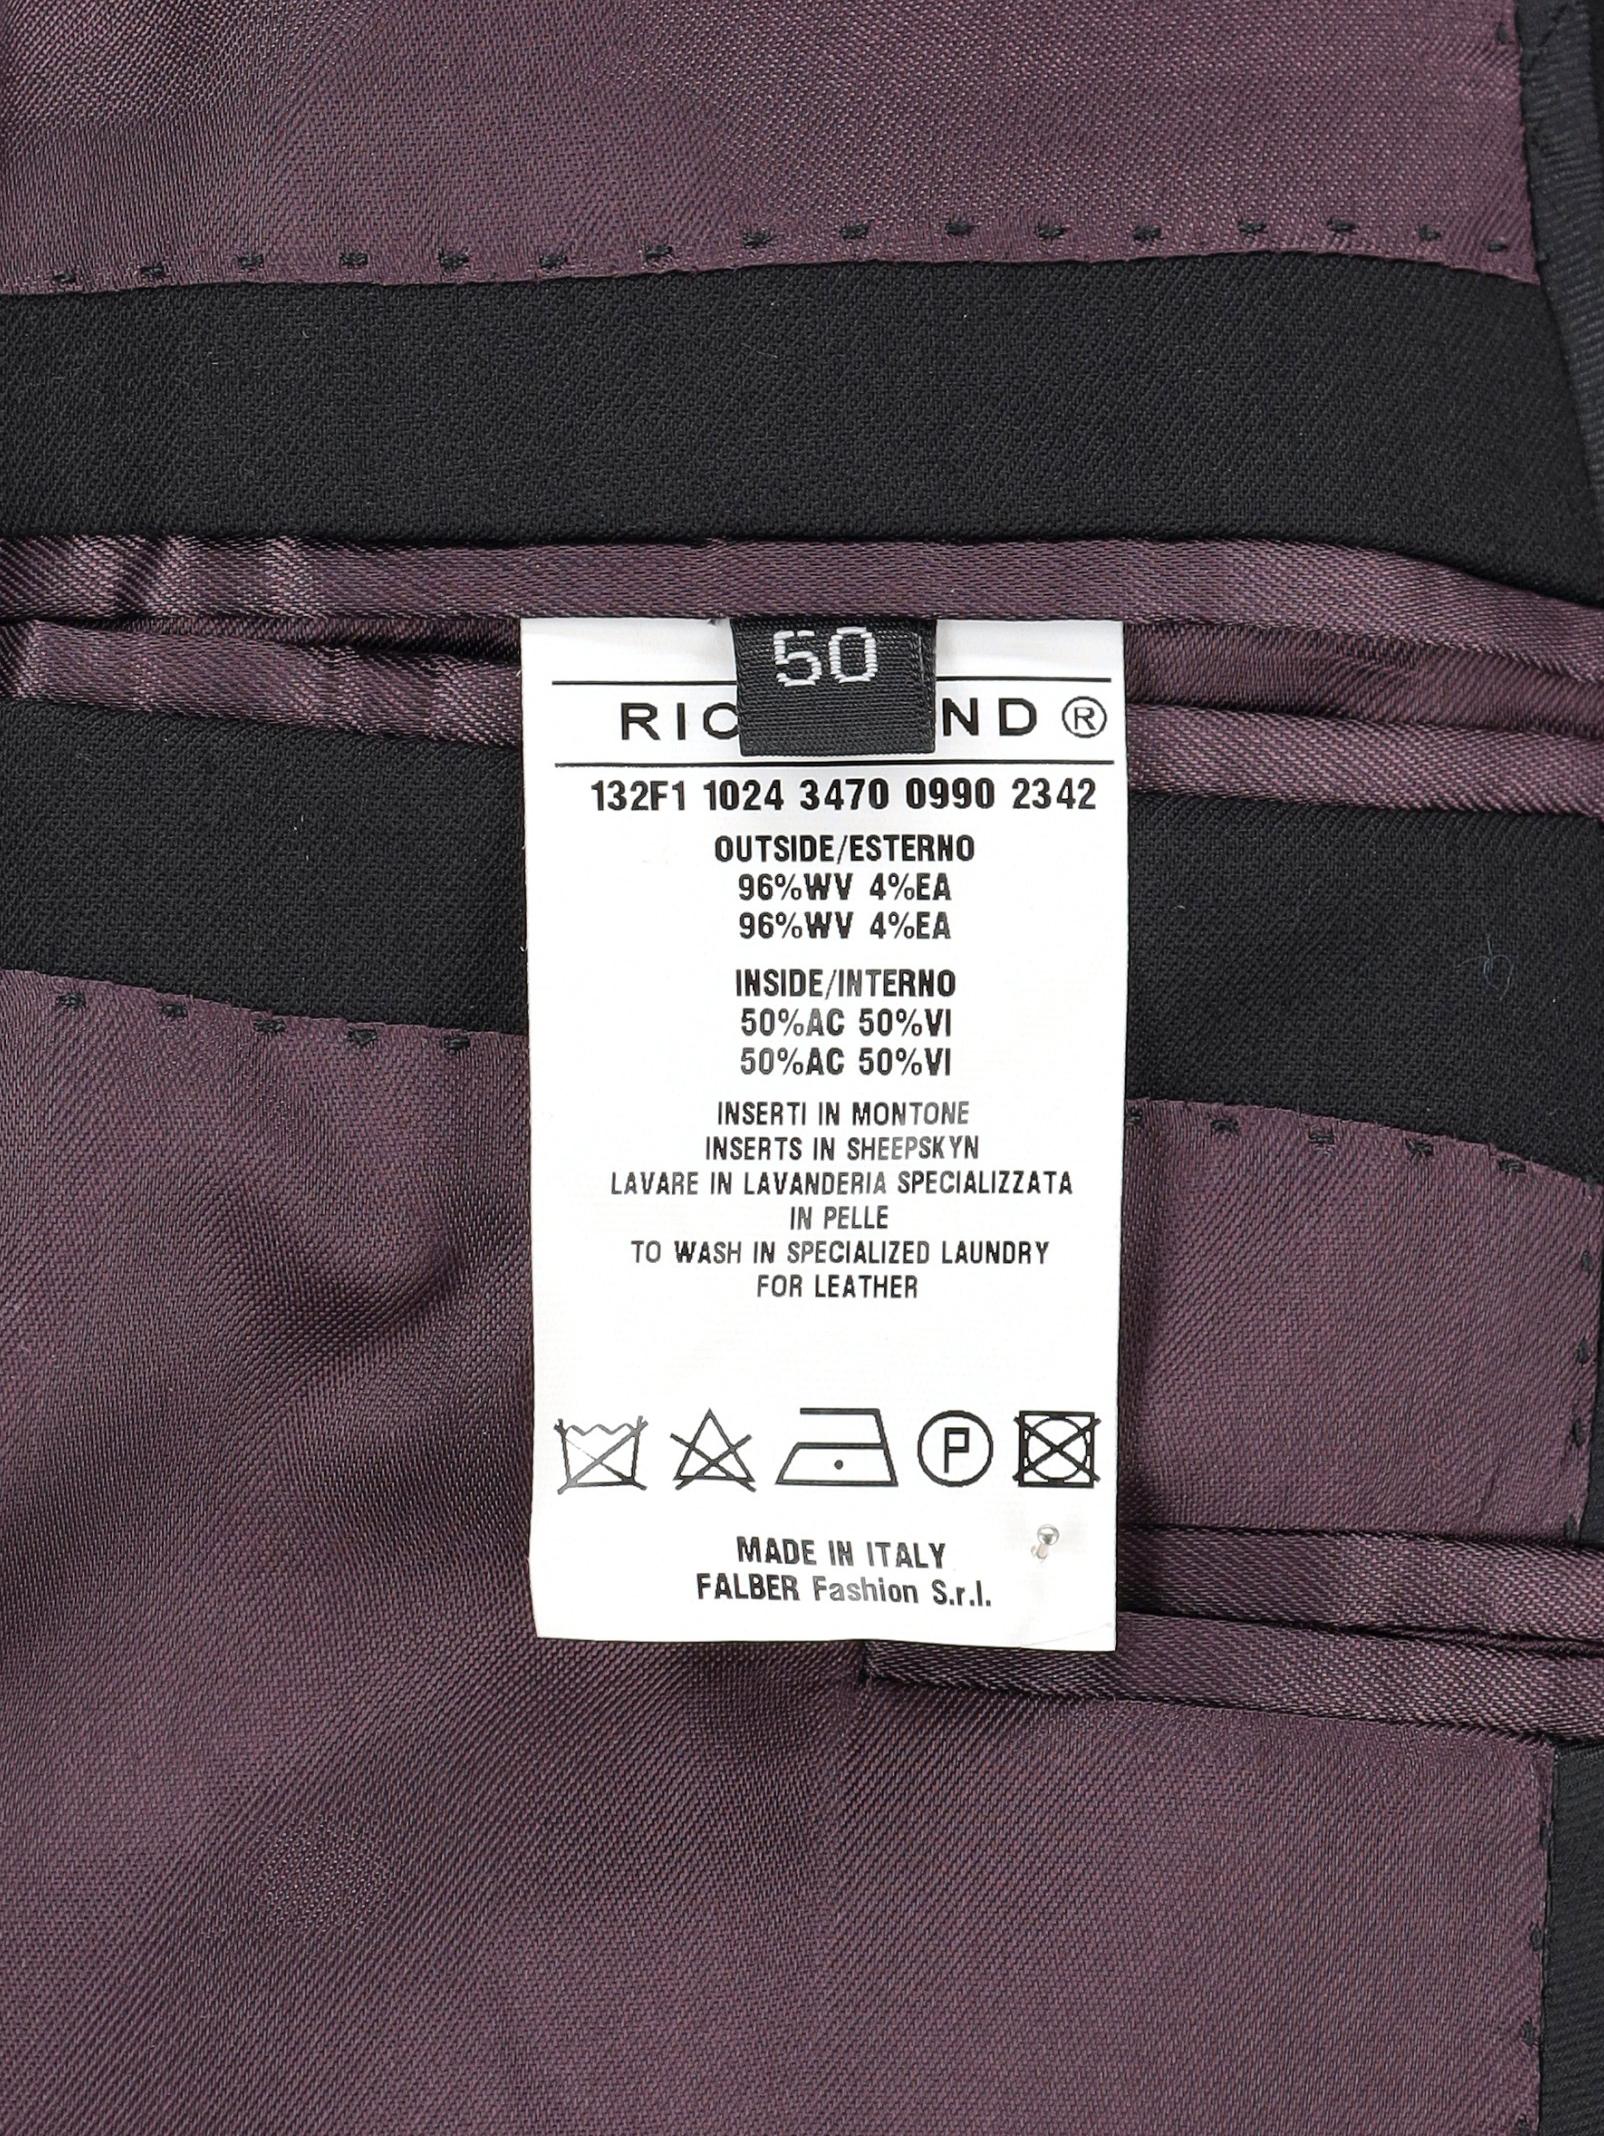 50
RIC ND ®
132F1 1024 3470 0990 2342
OUTSIDE/ESTERNO
96%WV 4%EA
96%WV 4%EA
INSIDE/INTERNO
50%AC 50%VI
50%AC 50%VI
INSERTI IN MONTONE
INSERTS IN SHEEPSKYN
LAVARE IN LAVANDERIA SPECIALIZZATA
IN PELLE
TO WASH IN SPECIALIZED LAUNDRY
FOR LEATHER
P
MADE IN ITALY
FALBER Fashion S.r.l.